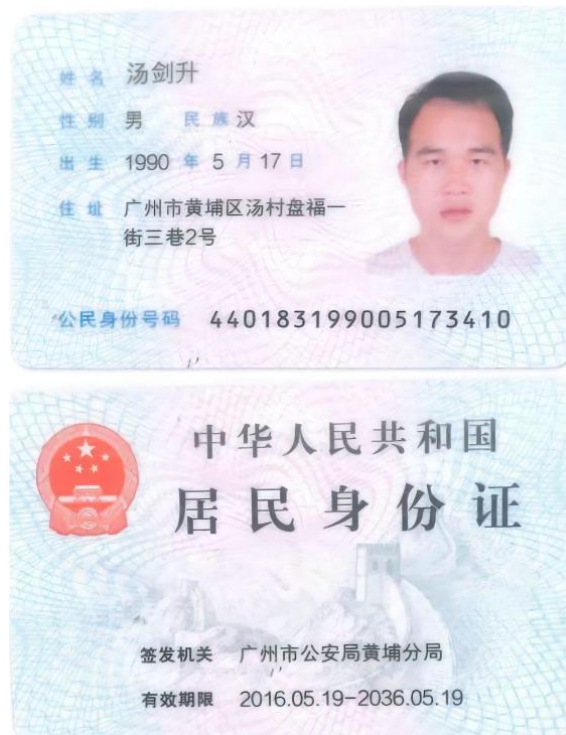 姓名 汤剑升
性别 男 民族 汉
出生 1990 年 5 月 17 日
住址 广州市黄埔区汤村盘福一
街三巷2号
公民身份号码 440183199005173410
中华人民共和国
居民身份证
签发机关 广州市公安局黄埔分局
有效期限 2016.05.19-2036.05.19